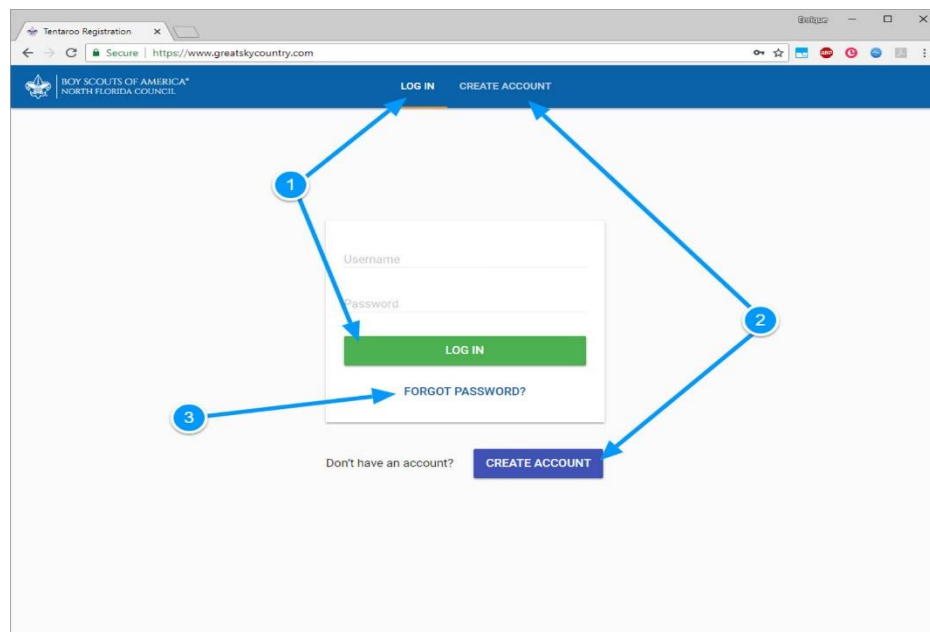 Tentaroo Registration
Secure | https://www.greatskycountry.com
BOY SCOUTS OF AMERICA®
NORTH FLORIDA COUNCIL
LOG IN CREATE ACCOUNT
1
Username
Password
2
LOG IN
FORGOT PASSWORD?
3
Don't have an account? CREATE ACCOUNT